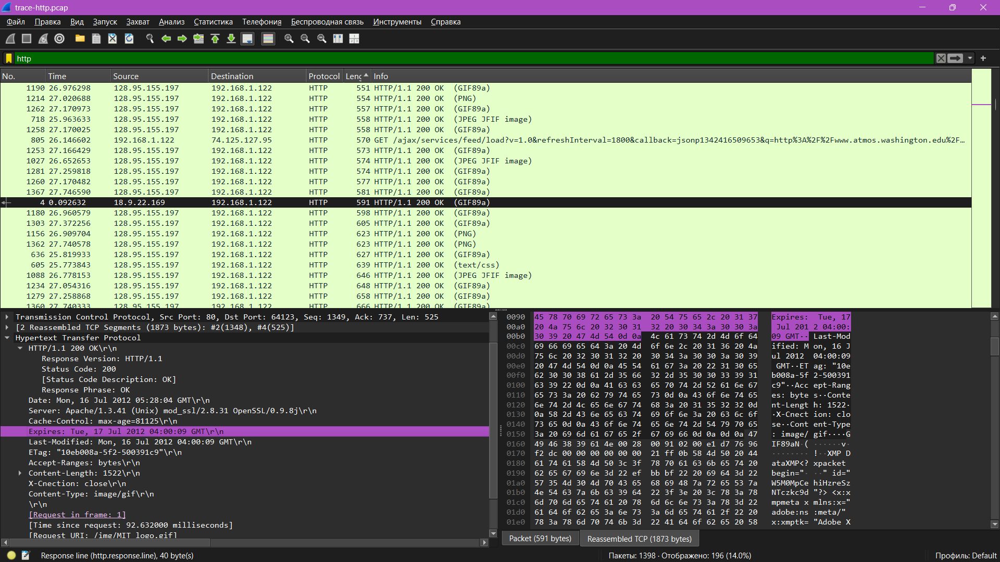 trace-http.pcap
Файл Правка Вид Запуск Захват Анализ Статистика Телефония Беспроводная связь Инструменты Справка
http
No. Time Source Destination Protocol Leng Info
1190 26.976298 128.95.155.197 192.168.1.122 HTTP 551 HTTP/1.1 200 OK (GIF89a)
1214 27.020688 128.95.155.197 192.168.1.122 HTTP 554 HTTP/1.1 200 OK (PNG)
1262 27.170973 128.95.155.197 192.168.1.122 HTTP 557 HTTP/1.1 200 OK (GIF89a)
718 25.963633 128.95.155.197 192.168.1.122 HTTP 558 HTTP/1.1 200 OK (JPEG JFIF image)
1258 27.170025 128.95.155.197 192.168.1.122 HTTP 558 HTTP/1.1 200 OK (GIF89a)
805 26.146602 192.168.1.122 74.125.127.95 HTTP 570 GET /ajax/services/feed/load?v=1.0&refreshInterval=1800&callback=jsonp1342416509653&q=http%3A%2F%2Fwww.atmos.washington.edu%2F…
1253 27.166429 128.95.155.197 192.168.1.122 HTTP 573 HTTP/1.1 200 OK (GIF89a)
1027 26.652653 128.95.155.197 192.168.1.122 HTTP 574 HTTP/1.1 200 OK (JPEG JFIF image)
1281 27.259818 128.95.155.197 192.168.1.122 HTTP 574 HTTP/1.1 200 OK (GIF89a)
1260 27.170482 128.95.155.197 192.168.1.122 HTTP 577 HTTP/1.1 200 OK (GIF89a)
1367 27.746590 128.95.155.197 192.168.1.122 HTTP 581 HTTP/1.1 200 OK (GIF89a)
4 0.092632 18.9.22.169 192.168.1.122 HTTP 591 HTTP/1.1 200 OK (GIF89a)
1180 26.960579 128.95.155.197 192.168.1.122 HTTP 598 HTTP/1.1 200 OK (GIF89a)
1303 27.372256 128.95.155.197 192.168.1.122 HTTP 605 HTTP/1.1 200 OK (GIF89a)
1156 26.909704 128.95.155.197 192.168.1.122 HTTP 623 HTTP/1.1 200 OK (PNG)
1362 27.740578 128.95.155.197 192.168.1.122 HTTP 623 HTTP/1.1 200 OK (PNG)
636 25.819933 128.95.155.197 192.168.1.122 HTTP 627 HTTP/1.1 200 OK (GIF89a)
605 25.773843 128.95.155.197 192.168.1.122 HTTP 639 HTTP/1.1 200 OK (text/css)
1088 26.778153 128.95.155.197 192.168.1.122 HTTP 646 HTTP/1.1 200 OK (JPEG JFIF image)
1234 27.054316 128.95.155.197 192.168.1.122 HTTP 648 HTTP/1.1 200 OK (GIF89a)
1279 27.258868 128.95.155.197 192.168.1.122 HTTP 658 HTTP/1.1 200 OK (GIF89a)
1360 27.740333 128.95.155.197 192.168.1.122 HTTP 666 HTTP/1.1 200 OK (GIF89a)
Transmission Control Protocol, Src Port: 80, Dst Port: 64123, Seq: 1349, Ack: 737, Len: 525
[2 Reassembled TCP Segments (1873 bytes): #2(1348), #4(525)]
Hypertext Transfer Protocol
HTTP/1.1 200 OK\r\n
Response Version: HTTP/1.1
Status Code: 200
[Status Code Description: OK]
Response Phrase: OK
Date: Mon, 16 Jul 2012 05:28:04 GMT\r\n
Server: Apache/1.3.41 (Unix) mod_ssl/2.8.31 OpenSSL/0.9.8j\r\n
Cache-Control: max-age=81125\r\n
Expires: Tue, 17 Jul 2012 04:00:09 GMT\r\n
Last-Modified: Mon, 16 Jul 2012 04:00:09 GMT\r\n
ETag: "10eb008a-5f2-500391c9"\r\n
Accept-Ranges: bytes\r\n
Content-Length: 1522\r\n
X-Cnection: close\r\n
Content-Type: image/gif\r\n
\r\n
[Request in frame: 1]
[Time since request: 92.632000 milliseconds]
[Request URI: /img/MIT_logo.gif]
0090 45 78 70 69 72 65 73 3a 20 54 75 65 2c 20 31 37 Expires: Tue, 17
00a0 20 4a 75 6c 20 32 30 31 32 20 30 34 3a 30 30 3a Jul 201 2 04:00:
00b0 30 39 20 47 4d 54 0d 0a 4c 61 73 74 2d 4d 6f 64 09 GMT·· Last-Mod
00c0 69 66 69 65 64 3a 20 4d 6f 6e 2c 20 31 36 20 4a ified: M on, 16 J
00d0 75 6c 20 32 30 31 32 20 30 34 3a 30 30 3a 30 39 ul 2012 04:00:09
00e0 20 47 4d 54 0d 0a 45 54 61 67 3a 20 22 31 30 65 GMT··ET ag: "10e
00f0 62 30 30 38 61 2d 35 66 32 2d 35 30 30 33 39 31 b008a-5f 2-500391
0100 63 39 22 0d 0a 41 63 63 65 70 74 2d 52 61 6e 67 c9"··Acc ept-Rang
0110 65 73 3a 20 62 79 74 65 73 0d 0a 43 6f 6e 74 65 es: byte s··Conte
0120 6e 74 2d 4c 65 6e 67 74 68 3a 20 31 35 32 32 0d nt-Lengt h: 1522·
0130 0a 58 2d 43 6e 65 63 74 69 6f 6e 3a 20 63 6c 6f ·X-Cnect ion: clo
0140 73 65 0d 0a 43 6f 6e 74 65 6e 74 2d 54 79 70 65 se··Cont ent-Type
0150 3a 20 69 6d 61 67 65 2f 67 69 66 0d 0a 0d 0a 47 : image/ gif····G
0160 49 46 38 39 61 4e 00 28 00 91 02 00 e1 d7 76 96 IF89aN·( ······v·
0170 f2 dc 00 00 00 00 00 00 21 ff 0b 58 4d 50 20 44 ········ !··XMP D
0180 61 74 61 58 4d 50 3c 3f 78 70 61 63 6b 65 74 20 ataXMP<? xpacket
0190 62 65 67 69 6e 3d 22 ef bb bf 22 20 69 64 3d 22 begin="· ··" id="
01a0 57 35 4d 30 4d 70 43 65 68 69 48 7a 72 65 53 7a W5M0MpCe hiHzreSz
01b0 4e 54 63 7a 6b 63 39 64 22 3f 3e 20 3c 78 3a 78 NTczkc9d "?> <x:x
01c0 6d 70 6d 65 74 61 20 78 6d 6c 6e 73 3a 78 3d 22 mpmeta x mlns:x="
01d0 61 64 6f 62 65 3a 6e 73 3a 6d 65 74 61 2f 22 20 adobe:ns :meta/"
01e0 78 3a 78 6d 70 74 6b 3d 22 41 64 6f 62 65 20 58 x:xmptk= "Adobe X
Packet (591 bytes) Reassembled TCP (1873 bytes)
Response line (http.response.line), 40 byte(s) Пакеты: 1398 · Отображено: 196 (14.0%) Профиль: Default